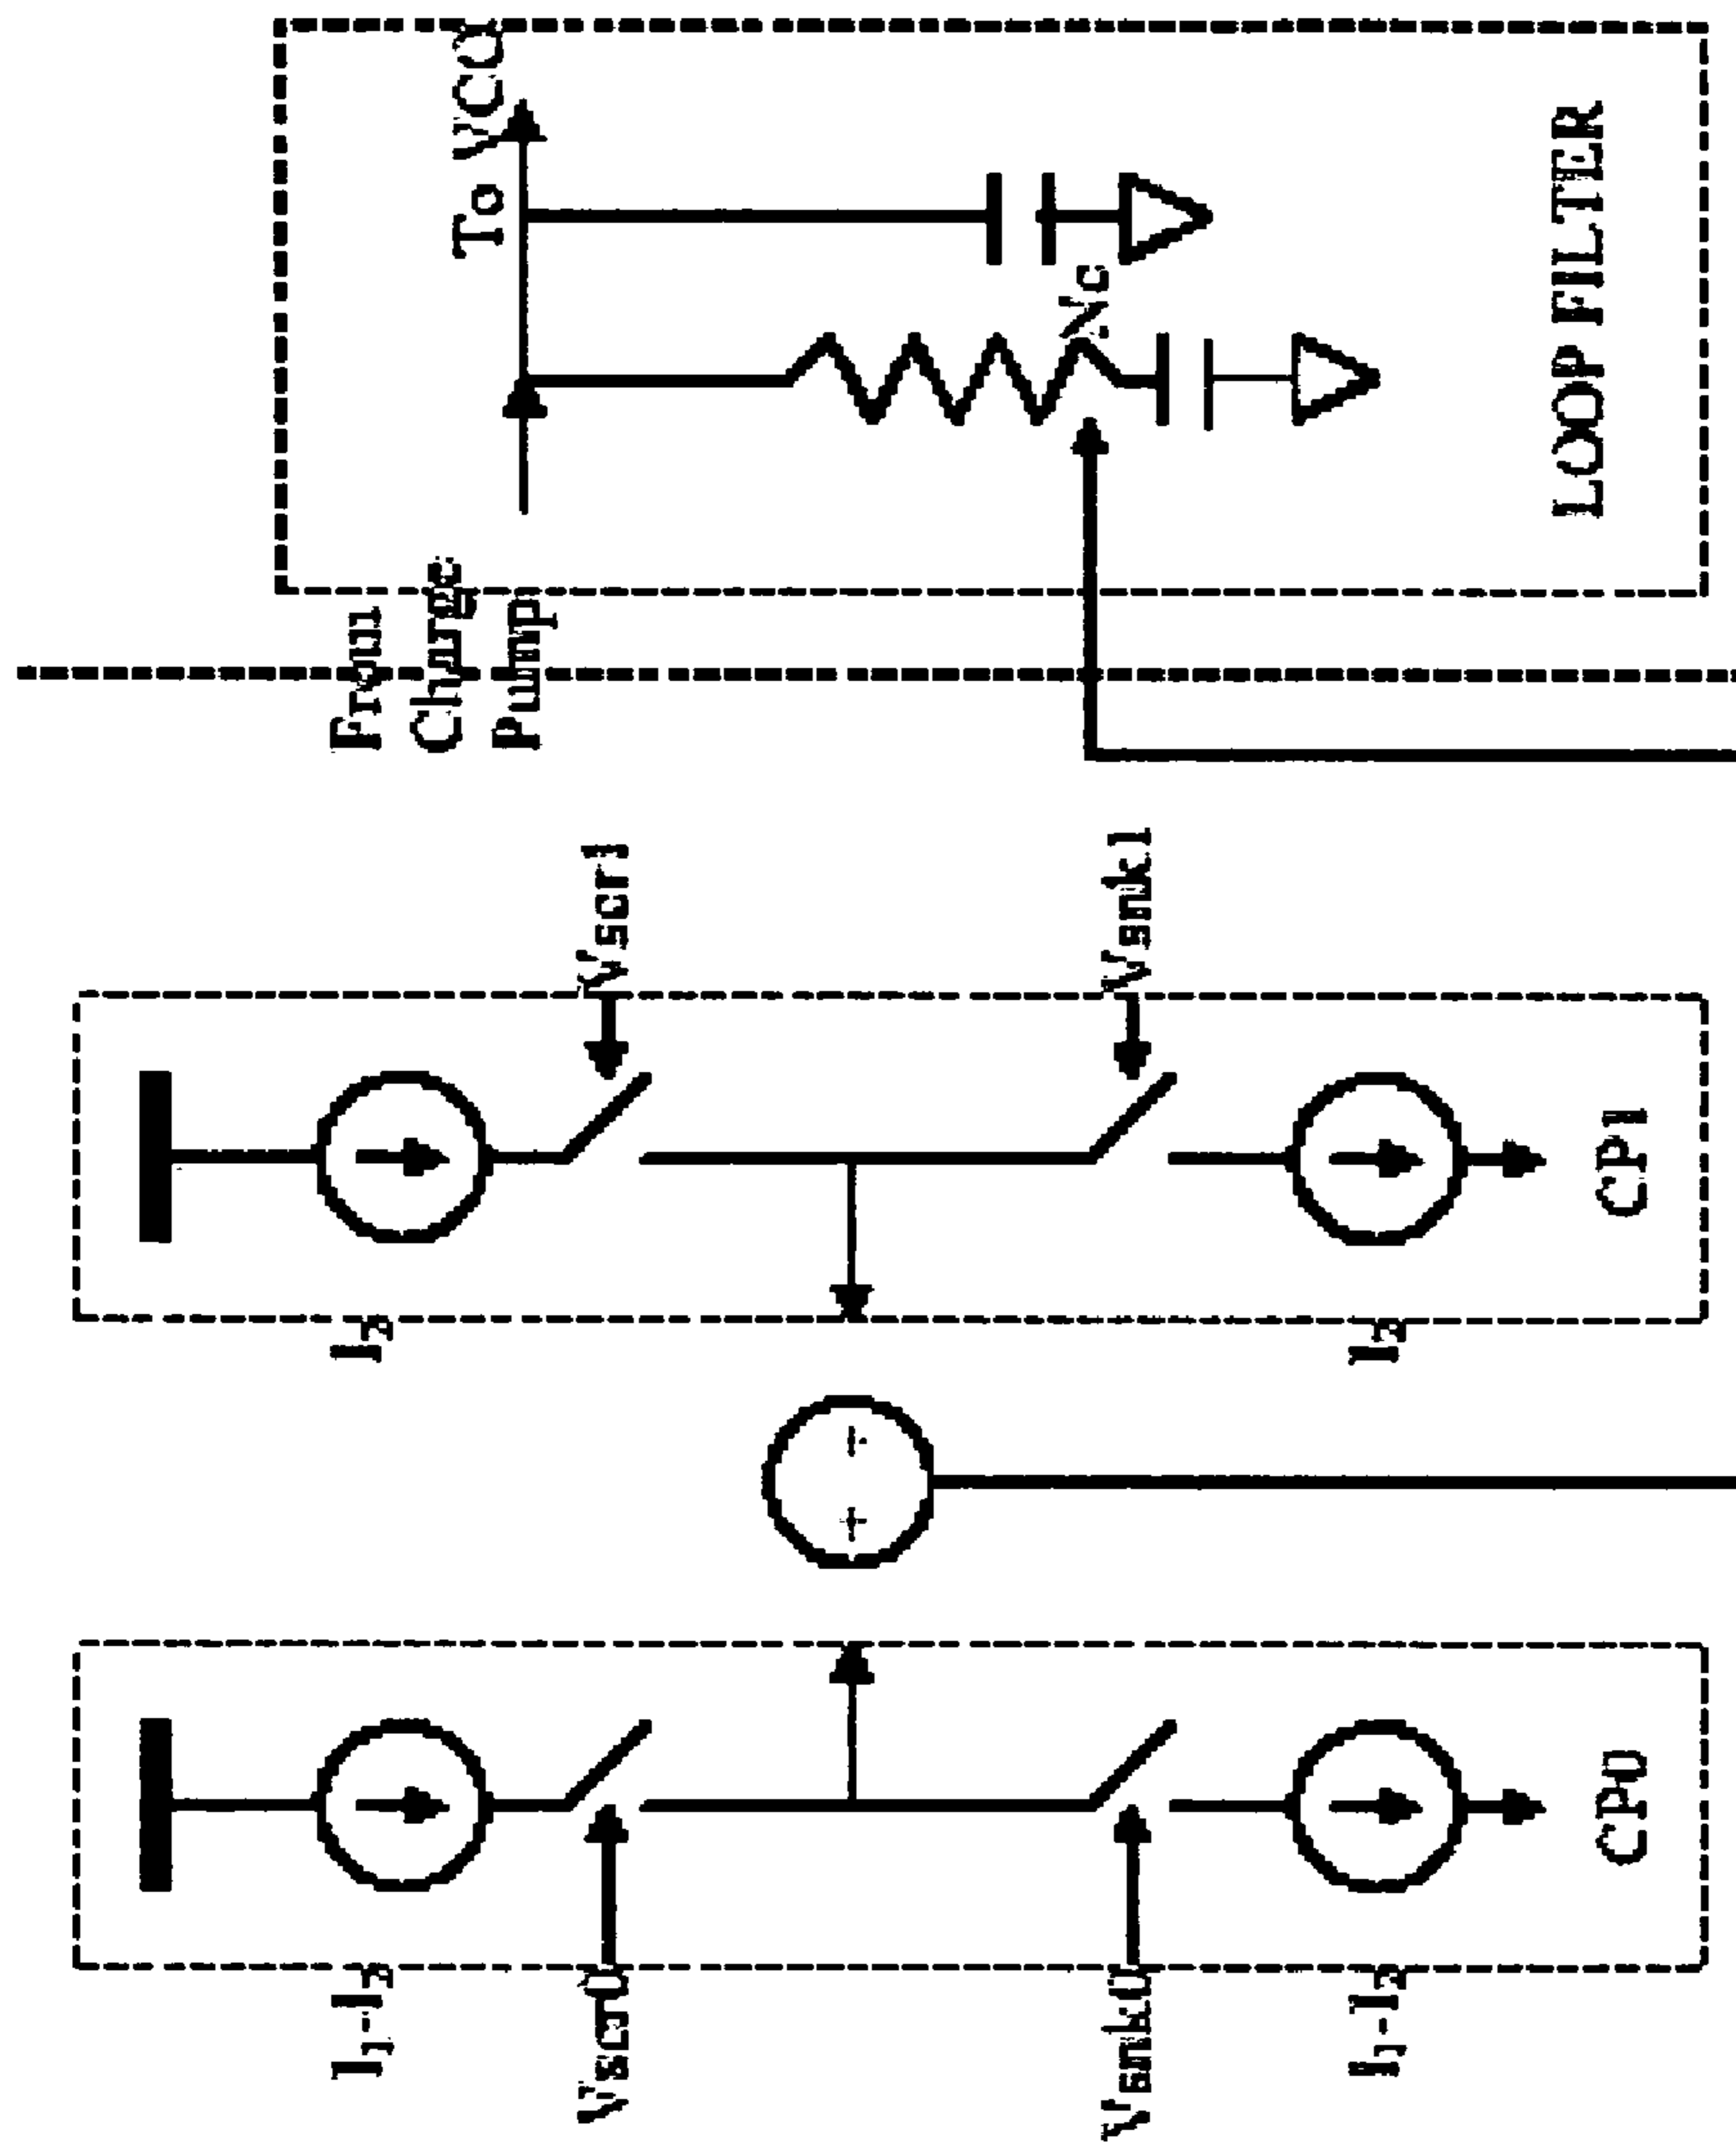 I₁-I₂
I₂
From
Charge
Pump
To VCO
Vscr0
Vscr1
Vsnk0
Vsnk1
Vc
I₁-I₂
I₂
CP0
CP1
LOOP FILTER